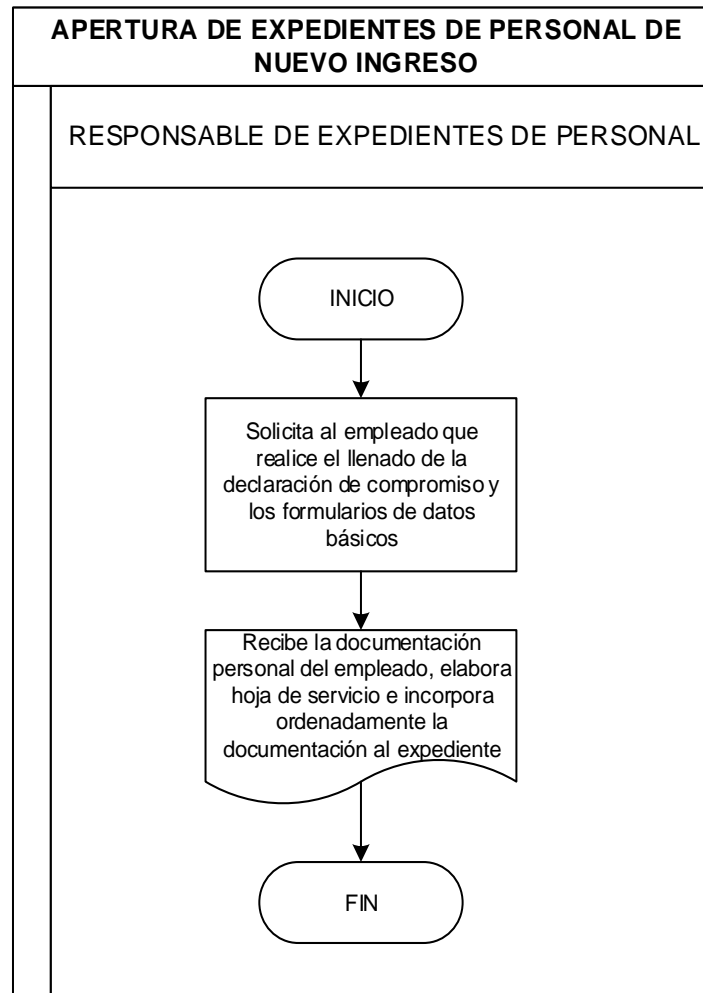 APERTURA DE EXPEDIENTES DE PERSONAL DE
NUEVO INGRESO
RESPONSABLE DE EXPEDIENTES DE PERSONAL
INICIO
Solicita al empleado que
realice el llenado de la
declaración de compromiso y
los formularios de datos
básicos
Recibe la documentación
personal del empleado, elabora
hoja de servicio e incorpora
ordenadamente la
documentación al expediente
FIN